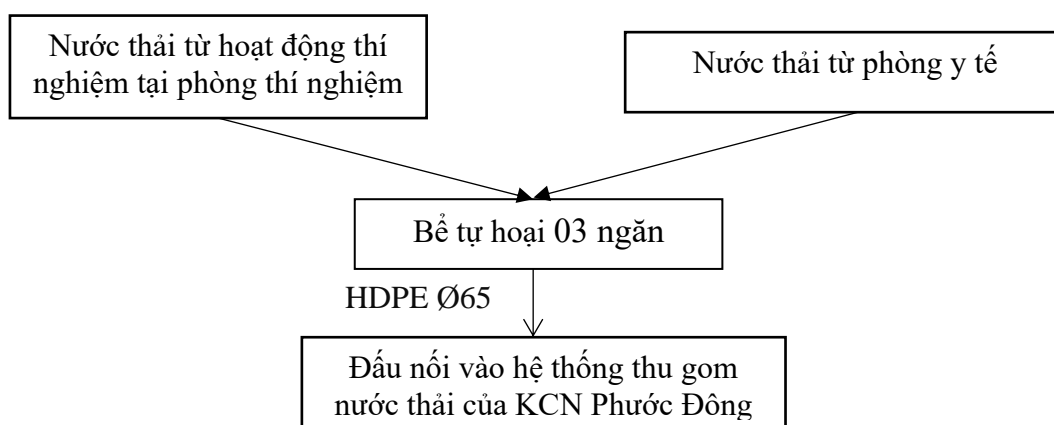 Nước thải từ hoạt động thí
nghiệm tại phòng thí nghiệm
Nước thải từ phòng y tế
Bể tự hoại 03 ngăn
HDPE Ø65
Đấu nối vào hệ thống thu gom
nước thải của KCN Phước Đông